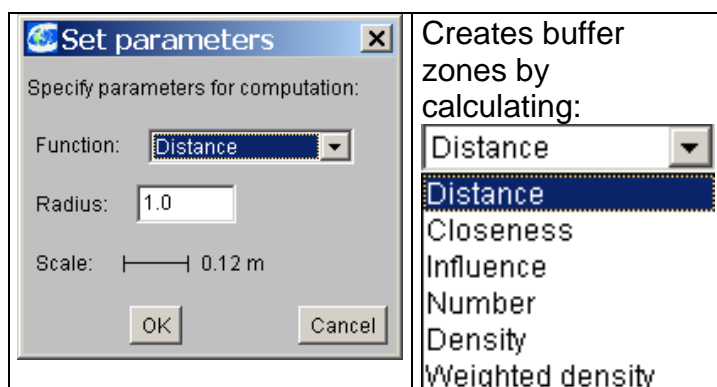 Set parameters
Specify parameters for computation:
Function: Distance
Radius: 1.0
Scale: 0.12 m
OK Cancel
Creates buffer
zones by
calculating:
Distance
Distance
Closeness
Influence
Number
Density
Weighted density